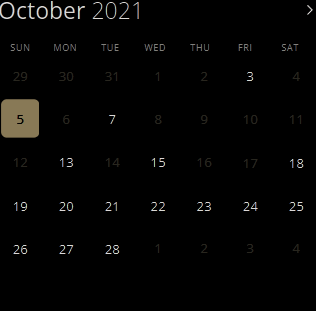 October 2021
SUN MON TUE WED THU FRI SAT
29 30 31 1 2 3 4
5 6 7 8 9 10 11
12 13 14 15 16 17 18
19 20 21 22 23 24 25
26 27 28 1 2 3 4